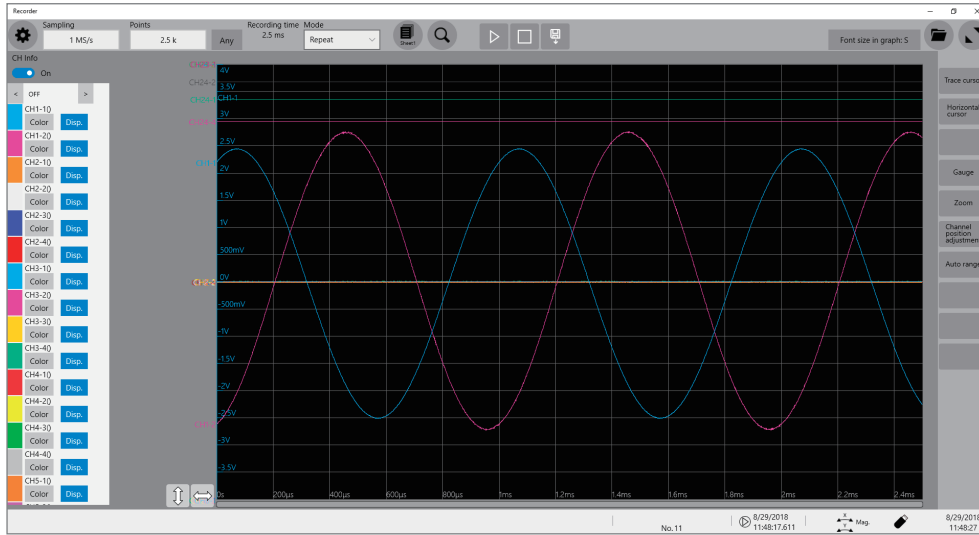 Recorder
Sampling
1 MS/s
Points
2.5 k
Any
Recording time
2.5 ms
Mode
Repeat
Sheet1
Font size in graph: S
CH Info
On
< OFF >
CH1-1()
Color Disp.
CH1-2()
Color Disp.
CH2-1()
Color Disp.
CH2-2()
Color Disp.
CH2-3()
Color Disp.
CH2-4()
Color Disp.
CH3-1()
Color Disp.
CH3-2()
Color Disp.
CH3-3()
Color Disp.
CH3-4()
Color Disp.
CH4-1()
Color Disp.
CH4-2()
Color Disp.
CH4-3()
Color Disp.
CH4-4()
Color Disp.
CH5-1()
Color Disp.
CH24-2
CH1-1
4V
3.5V
3V
2.5V
2V
1.5V
1V
500mV
0V
-500mV
-1V
-1.5V
-2V
-2.5V
-3V
-3.5V
0s
200μs
400μs
600μs
800μs
1ms
1.2ms
1.4ms
1.6ms
1.8ms
2ms
2.2ms
2.4ms
Trace curso
Horizontal
cursor
Gauge
Zoom
Channel
position
adjustment
Auto range
No.11
8/29/2018
11:48:17.611
X
Y
Mag.
8/29/2018
11:48:27